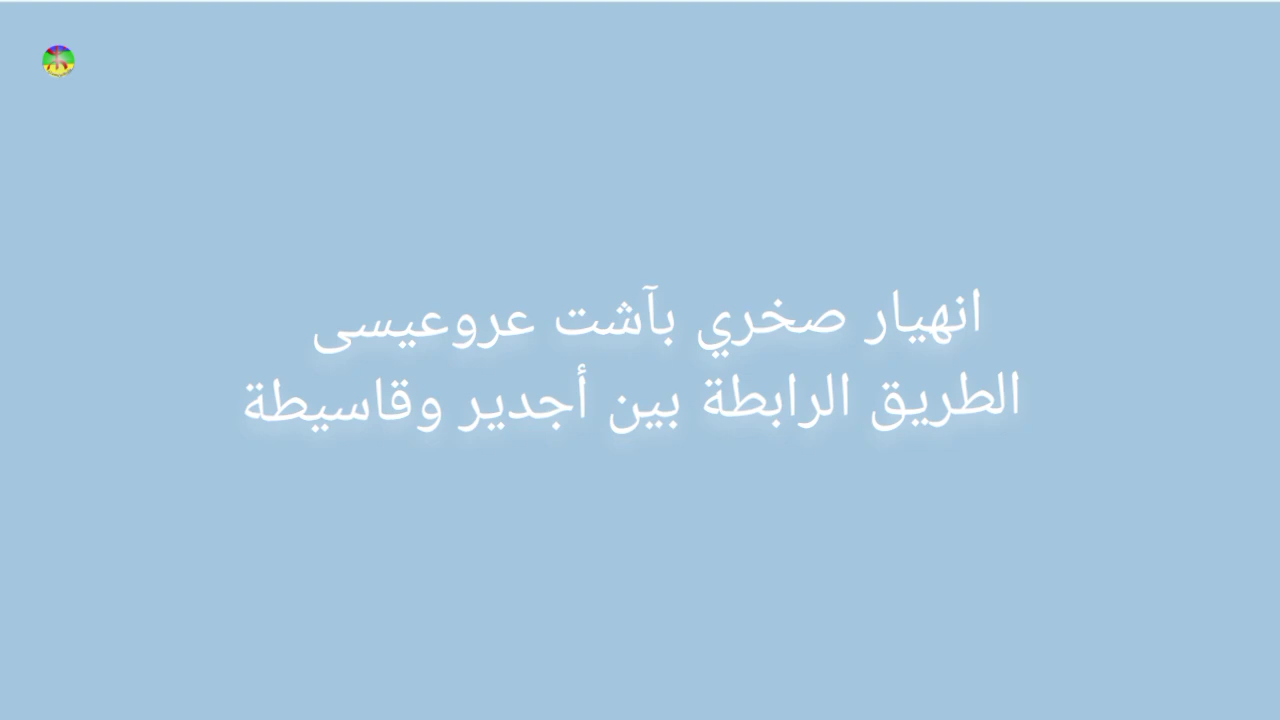 انهيار صخري بآشت عروعيسى
الطريق الرابطة بين أجدير وقاسيطة